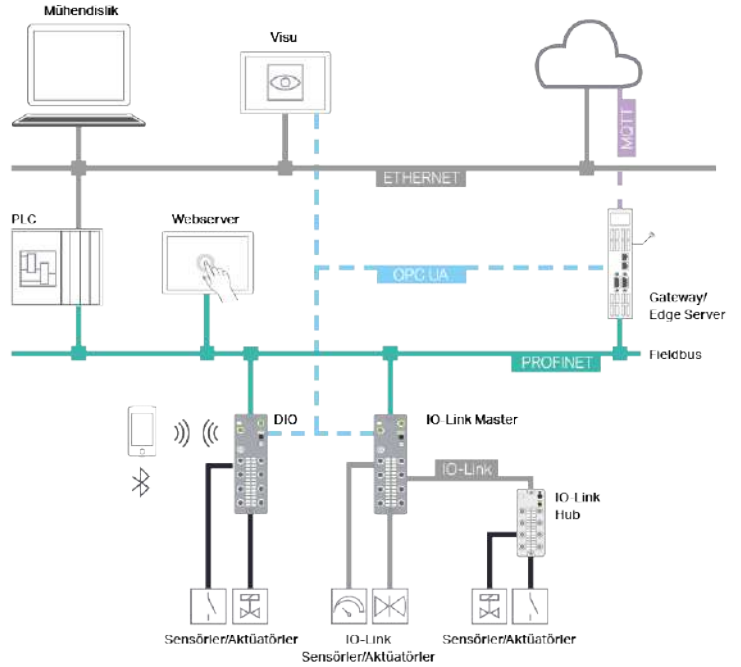 Mühendislik
Visu
MQTT
ETHERNET
PLC
Webserver
OPC UA
Gateway/
Edge Server
PROFINET
Fieldbus
DIO
IO-Link Master
IO-Link
IO-Link
Hub
Sensörler/Aktüatörler
IO-Link
Sensörler/Aktüatörler
Sensörler/Aktüatörler